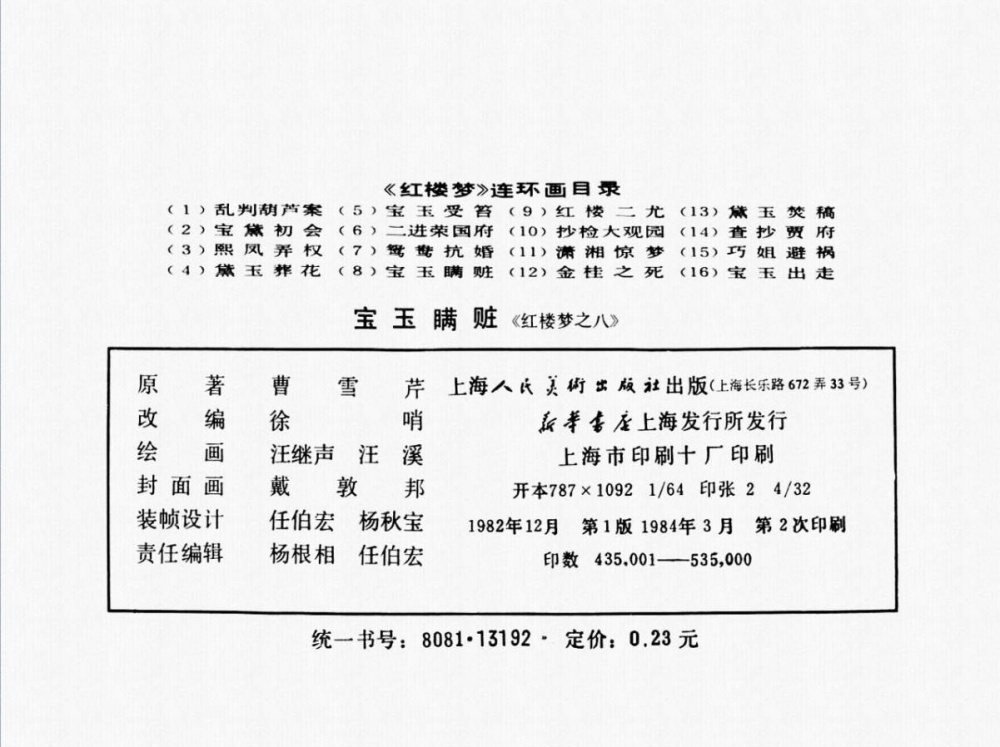 《红楼梦》连环画目录
(1) 乱判葫芦案 (5) 宝玉受笞 (9) 红楼二尤 (13) 黛玉焚稿
(2) 宝黛初会 (6) 二进荣国府 (10) 抄检大观园 (14) 查抄贾府
(3) 熙凤弄权 (7) 鸳鸯抗婚 (11) 潇湘惊梦 (15) 巧姐避祸
(4) 黛玉葬花 (8) 宝玉瞒赃 (12) 金桂之死 (16) 宝玉出走
宝玉瞒赃《红楼梦之八》
原著 曹雪芹
改编 徐哨
绘画 汪继声 汪溪
封面画 戴敦邦
装帧设计 任伯宏 杨秋宝
责任编辑 杨根相 任伯宏
上海人民美術出版社出版(上海长乐路672弄33号)
新华書店上海发行所发行
上海市印刷十厂印刷
开本787×1092 1/64 印张 2 4/32
1982年12月 第1版 1984年3月 第2次印刷
印数 435,001——535,000
统一书号：8081·13192 · 定价：0.23元